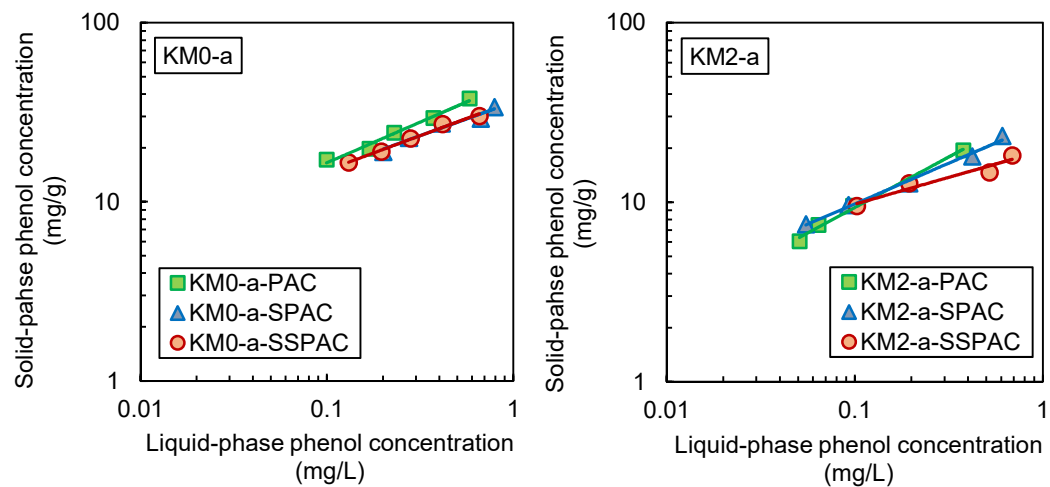 Solid-pahse phenol concentration
(mg/g)
100
10
1
KM0-a
KM0-a-PAC
KM0-a-SPAC
KM0-a-SSPAC
0.01
0.1
1
Liquid-phase phenol concentration
(mg/L)
Solid-pahse phenol concentration
(mg/g)
100
10
1
KM2-a
KM2-a-PAC
KM2-a-SPAC
KM2-a-SSPAC
0.01
0.1
1
Liquid-phase phenol concentration
(mg/L)